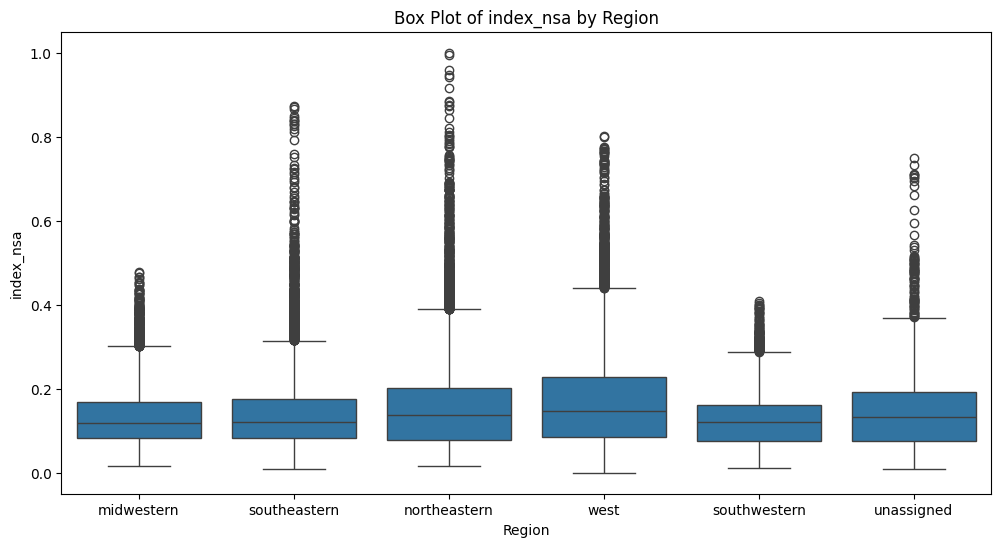 Box Plot of index_nsa by Region
1.0
0.8
0.6
0.4
0.2
0.0
index_nsa
midwestern southeastern northeastern west southwestern unassigned
Region